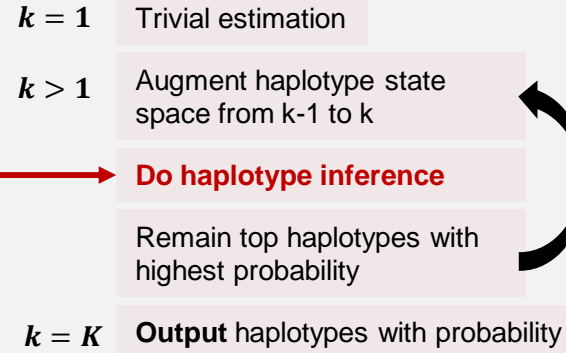 k = 1 Trivial estimation
k > 1 Augment haplotype state
space from k-1 to k
Do haplotype inference
Remain top haplotypes with
highest probability
k = K Output haplotypes with probability